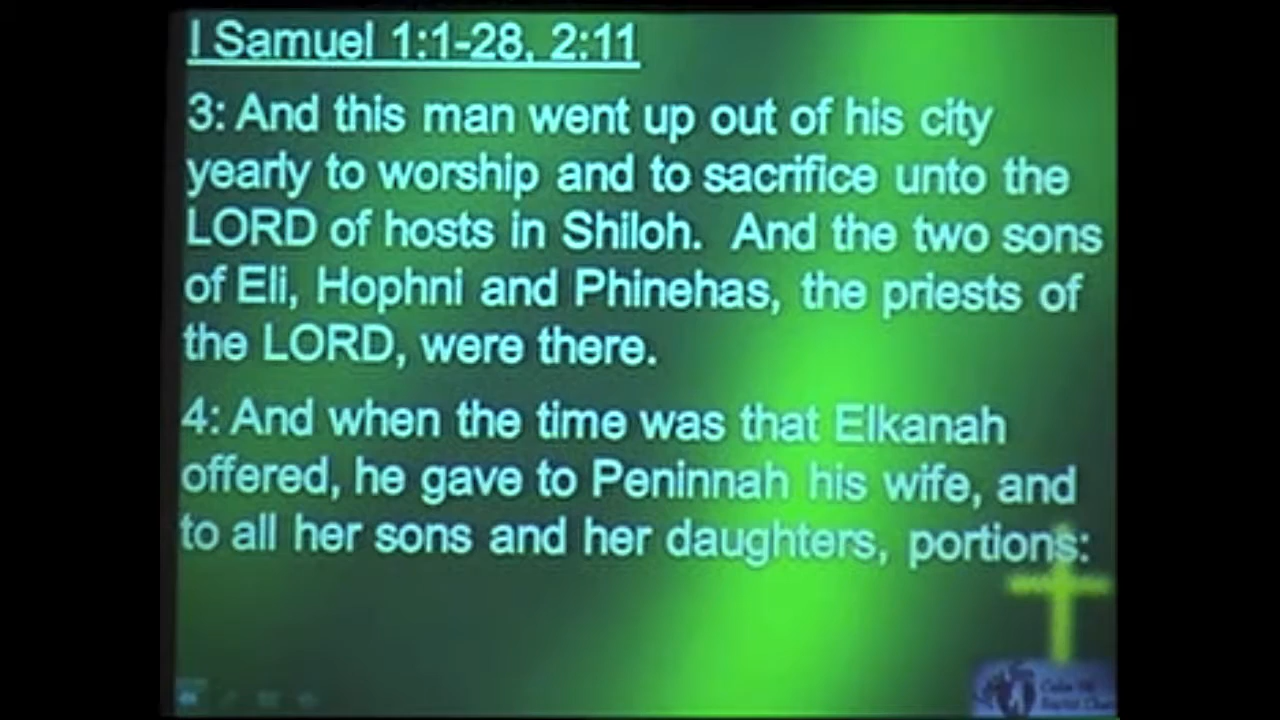 I Samuel 1:1-28, 2:11
3: And this man went up out of his city
yearly to worship and to sacrifice unto the
LORD of hosts in Shiloh. And the two sons
of Eli, Hophni and Phinehas, the priests of
the LORD, were there.
4: And when the time was that Elkanah
offered, he gave to Peninnah his wife, and
to all her sons and her daughters, portions:
Baptist